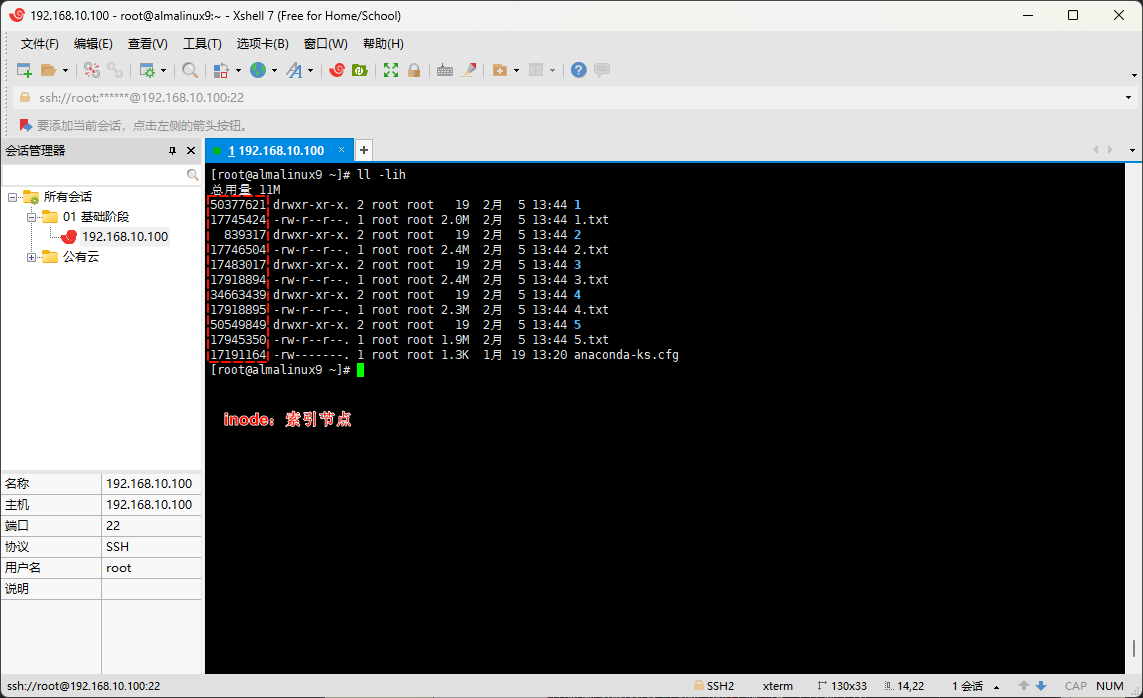 192.168.10.100 - root@almalinux9:~ - Xshell 7 (Free for Home/School)
文件(F) 编辑(E) 查看(V) 工具(T) 选项卡(B) 窗口(W) 帮助(H)
ssh://root:******@192.168.10.100:22
要添加当前会话，点击左侧的箭头按钮。
会话管理器
1 192.168.10.100
所有会话
01 基础阶段
192.168.10.100
公有云
[root@almalinux9 ~]# ll -lih
总用量 11M
50377621 drwxr-xr-x. 2 root root 19 2月 5 13:44 1
17745424 -rw-r--r--. 1 root root 2.0M 2月 5 13:44 1.txt
839317 drwxr-xr-x. 2 root root 19 2月 5 13:44 2
17746504 -rw-r--r--. 1 root root 2.4M 2月 5 13:44 2.txt
17483017 drwxr-xr-x. 2 root root 19 2月 5 13:44 3
17918894 -rw-r--r--. 1 root root 2.4M 2月 5 13:44 3.txt
34663439 drwxr-xr-x. 2 root root 19 2月 5 13:44 4
17918895 -rw-r--r--. 1 root root 2.3M 2月 5 13:44 4.txt
50549849 drwxr-xr-x. 2 root root 19 2月 5 13:44 5
17945350 -rw-r--r--. 1 root root 1.9M 2月 5 13:44 5.txt
17191164 -rw-------. 1 root root 1.3K 1月 19 13:20 anaconda-ks.cfg
[root@almalinux9 ~]#
inode：索引节点
名称 192.168.10.100
主机 192.168.10.100
端口 22
协议 SSH
用户名 root
说明
ssh://root@192.168.10.100:22 SSH2 xterm 130x33 14,22 1 会话 CAP NUM